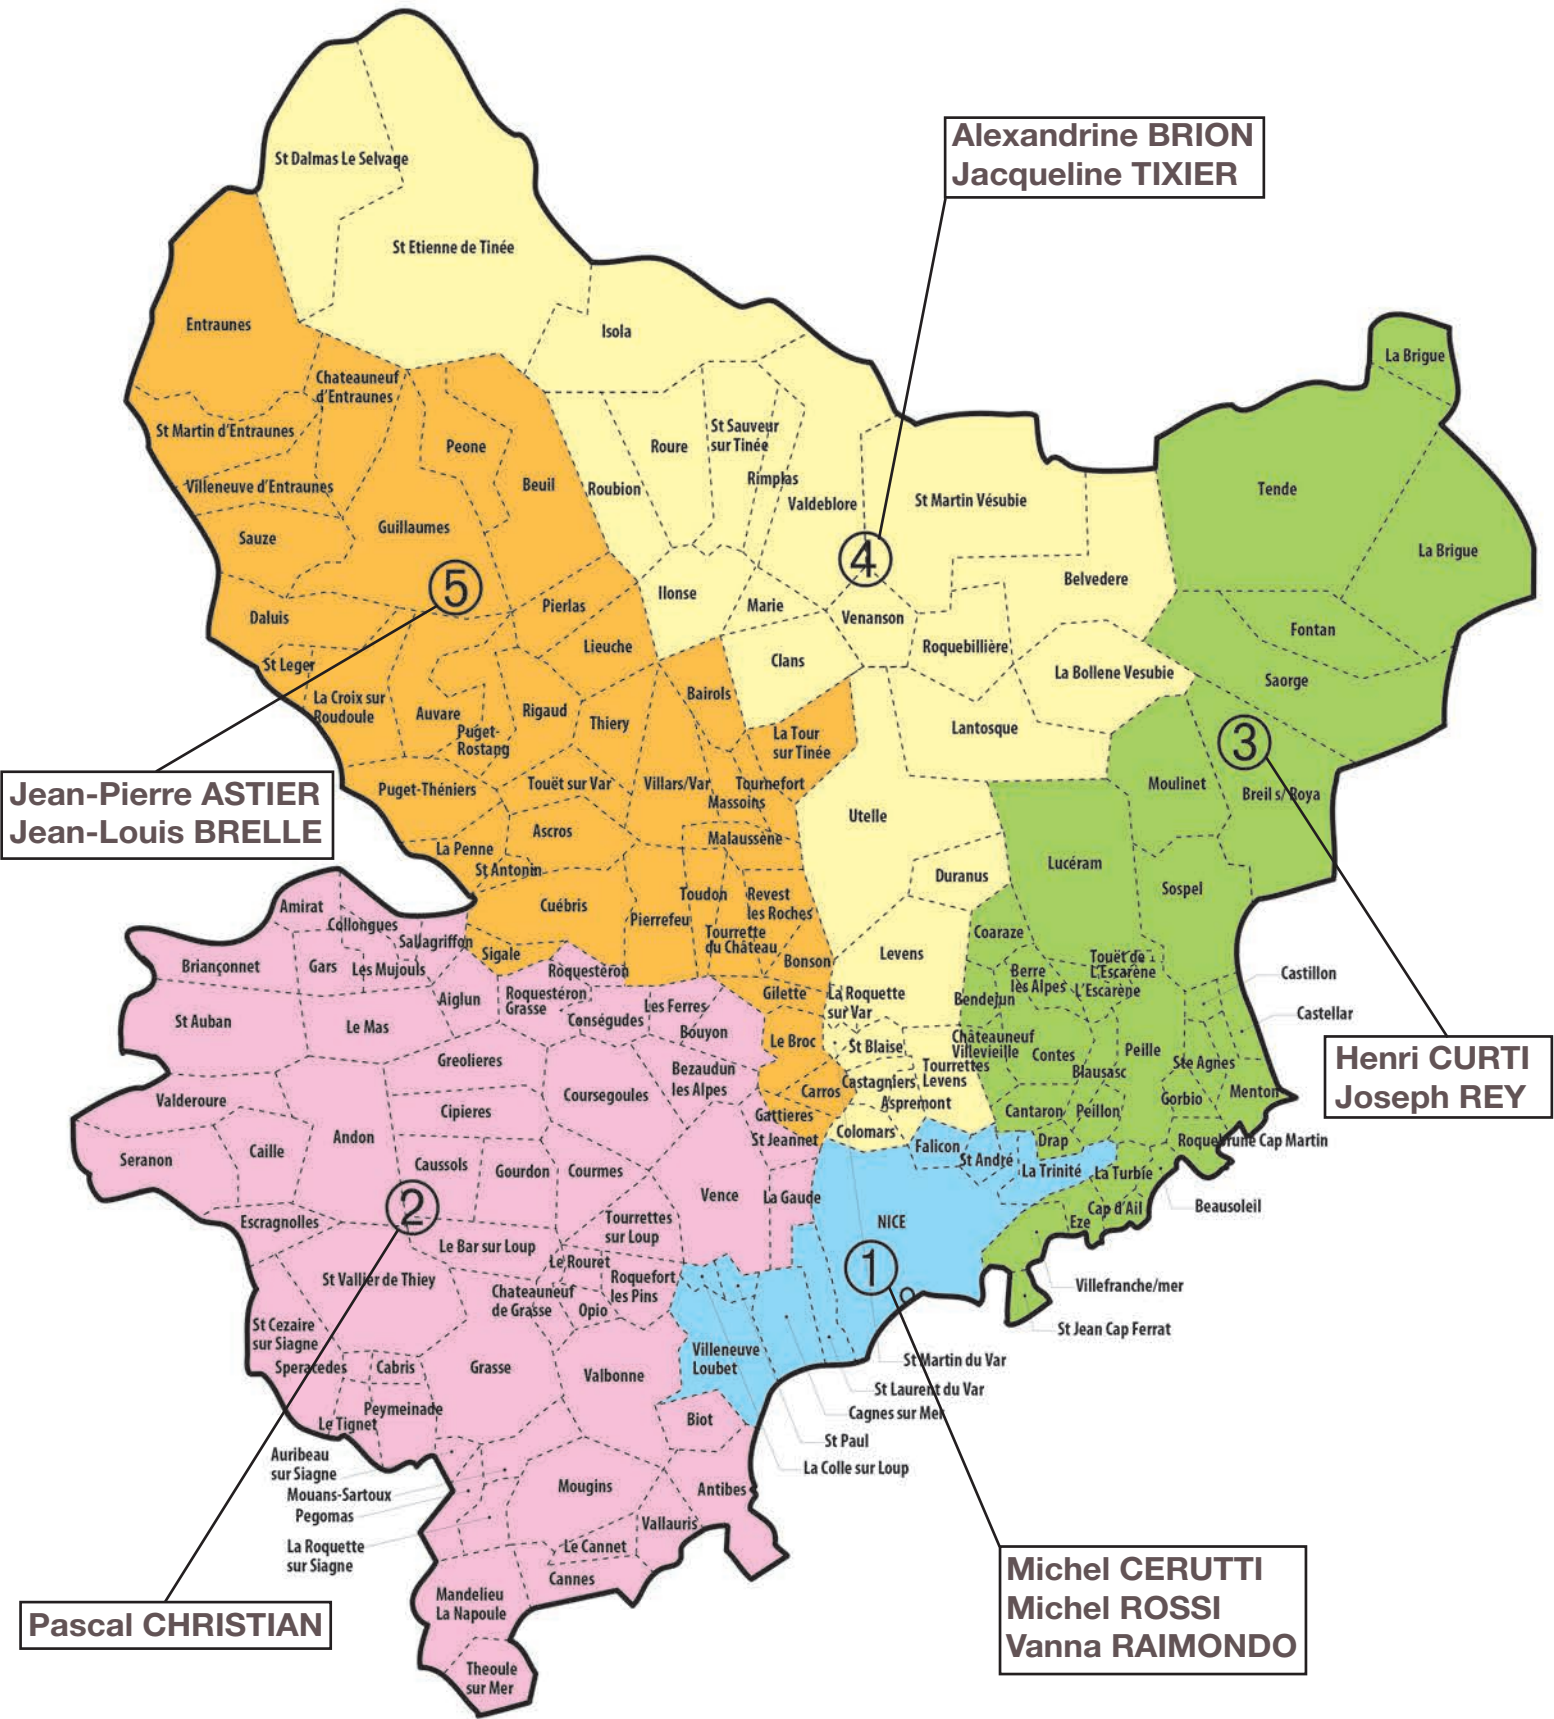 Alexandrine BRION
Jacqueline TIXIER
St Dalmas Le Selvage
St Etienne de Tinée
Entraunes
Isola
La Brigue
Chateauneuf
d'Entraunes
St Martin d'Entraunes
Peone
Roure
St Sauveur
sur Tinée
Villeneuve d'Entraunes
Beuil
Roubion
Rimplas
Valdeblore
St Martin Vésubie
Tende
Sauze
Guillaumes
La Brigue
4
5
Belvedere
Daluis
Pierlas
Ilonse
Marie
Venanson
Fontan
St Leger
Lieuche
Clans
Roquebillière
La Bollene Vesubie
Saorge
La Croix sur
Roudoule
Auvare
Rigaud
Bairols
Puget-
Rostang
Thiery
La Tour
sur Tinée
Lantosque
3
Jean-Pierre ASTIER
Jean-Louis BRELLE
Puget-Théniers
Touët sur Var
Villars/Var
Tournefort
Massoins
Moulinet
Breil s/ Roya
Ascros
Malaussène
Utelle
La Penne
St Antonin
Lucéram
Duranus
Sospel
Cuébris
Toudon
Revest
les Roches
Amirat
Collongues
Pierrefeu
Tourrette
du Château
Coaraze
Sallagriffon
Sigale
Levens
Briançonnet
Gars
Les Mujouls
Roquestéron
Bonson
Berre
les Alpes
Touët de
L'Escarène
L'Escarène
Castillon
Aiglun
Roquestéron
Grasse
Les Ferres
Gilette
La Roquette
sur Var
Bendejun
St Auban
Le Mas
Conségudes
Bouyon
Le Broc
St Blaise
Châteauneuf
Villevieille
Contes
Peille
Castellar
Greolieres
Bezaudun
les Alpes
Tourrettes
Levens
Blausasc
Ste Agnes
Henri CURTI
Joseph REY
Valderoure
Cipieres
Coursegoules
Carros
Castagniers
Aspremont
Cantaron
Peillon
Gorbio
Menton
Gattieres
Andon
St Jeannet
Colomars
Falicon
St André
Drap
Roquebrune Cap Martin
Seranon
Caille
Caussols
Gourdon
Courmes
La Trinité
La Turbie
Vence
La Gaude
2
Escragnolles
Tourrettes
sur Loup
NICE
Eze
Cap d'Ail
Beausoleil
Le Bar sur Loup
Le Rouret
1
St Vallier de Thiey
Chateauneuf
de Grasse
Opio
Roquefort
les Pins
Villefranche/mer
St Cezaire
sur Siagne
St Jean Cap Ferrat
Speracedes
Cabris
Grasse
Valbonne
Villeneuve
Loubet
St Martin du Var
St Laurent du Var
Peymeinade
Le Tignet
Biot
Cagnes sur Mer
St Paul
Auribeau
sur Siagne
La Colle sur Loup
Mouans-Sartoux
Mougins
Antibes
Pegomas
Vallauris
La Roquette
sur Siagne
Le Cannet
Cannes
Mandelieu
La Napoule
Michel CERUTTI
Michel ROSSI
Vanna RAIMONDO
Pascal CHRISTIAN
Theoule
sur Mer